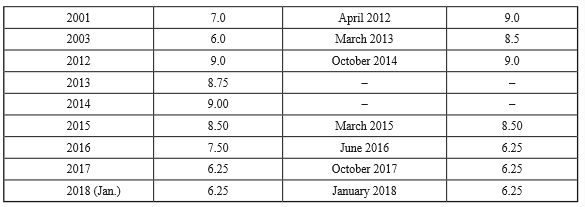 2001 7.0 April 2012 9.0
2003 6.0 March 2013 8.5
2012 9.0 October 2014 9.0
2013 8.75 – –
2014 9.00 – –
2015 8.50 March 2015 8.50
2016 7.50 June 2016 6.25
2017 6.25 October 2017 6.25
2018 (Jan.) 6.25 January 2018 6.25